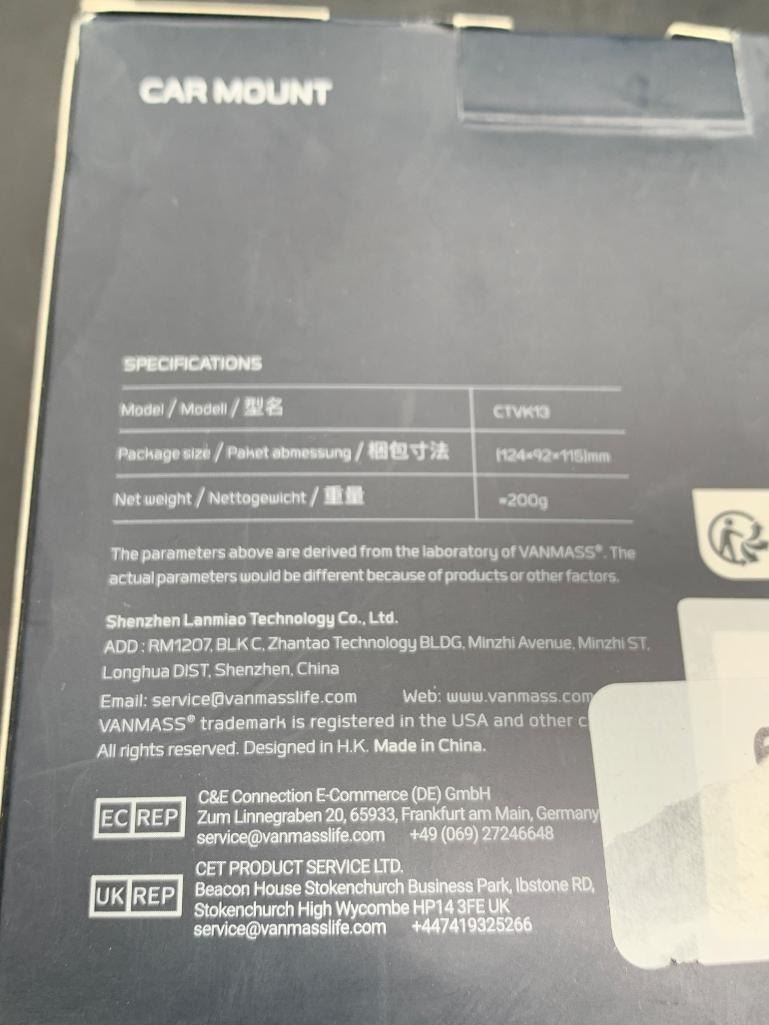 CAR MOUNT
SPECIFICATIONS
Model / Modell / 型名 CTVK13
Package size / Paket abmessung / 梱包寸法 (124×92×115)mm
Net weight / Nettogewicht / 重量 ≈200g
The parameters above are derived from the laboratory of VANMASS®. The
actual parameters would be different because of products or other factors.
Shenzhen Lanmiao Technology Co., Ltd.
ADD : RM1207, BLK C, Zhantao Technology BLDG, Minzhi Avenue, Minzhi ST,
Longhua DIST, Shenzhen, China
Email: service@vanmasslife.com Web: www.vanmass.com
VANMASS® trademark is registered in the USA and other c
All rights reserved. Designed in H.K. Made in China.
EC REP
C&E Connection E-Commerce (DE) GmbH
Zum Linnegraben 20, 65933, Frankfurt am Main, Germany
service@vanmasslife.com +49 (069) 27246648
UK REP
CET PRODUCT SERVICE LTD.
Beacon House Stokenchurch Business Park, Ibstone RD,
Stokenchurch High Wycombe HP14 3FE UK
service@vanmasslife.com +447419325266